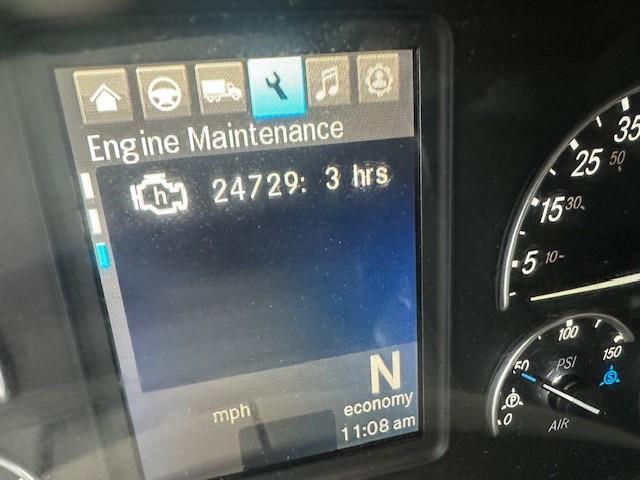 Engine Maintenance
h 24729: 3 hrs
N
mph
economy
11:08 am
35
25 50
15 30
5 10
100
50 150
PSI
S
P
0
AIR